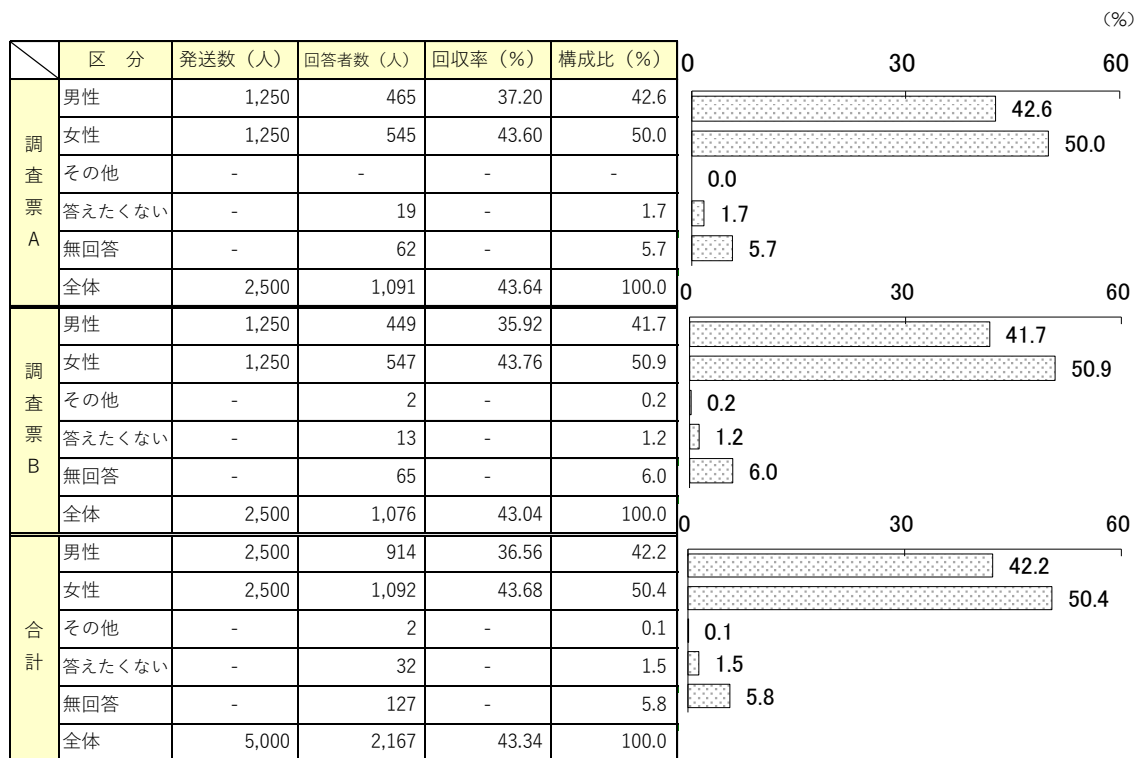 （%）
区　分 発送数（人） 回答者数（人） 回収率（%） 構成比（%） 0 30 60
調査票A
男性 1,250 465 37.20 42.6 42.6
女性 1,250 545 43.60 50.0 50.0
その他 - - - - 0.0
答えたくない - 19 - 1.7 1.7
無回答 - 62 - 5.7 5.7
全体 2,500 1,091 43.64 100.0 0 30 60
調査票B
男性 1,250 449 35.92 41.7 41.7
女性 1,250 547 43.76 50.9 50.9
その他 - 2 - 0.2 0.2
答えたくない - 13 - 1.2 1.2
無回答 - 65 - 6.0 6.0
全体 2,500 1,076 43.04 100.0 0 30 60
合計
男性 2,500 914 36.56 42.2 42.2
女性 2,500 1,092 43.68 50.4 50.4
その他 - 2 - 0.1 0.1
答えたくない - 32 - 1.5 1.5
無回答 - 127 - 5.8 5.8
全体 5,000 2,167 43.34 100.0